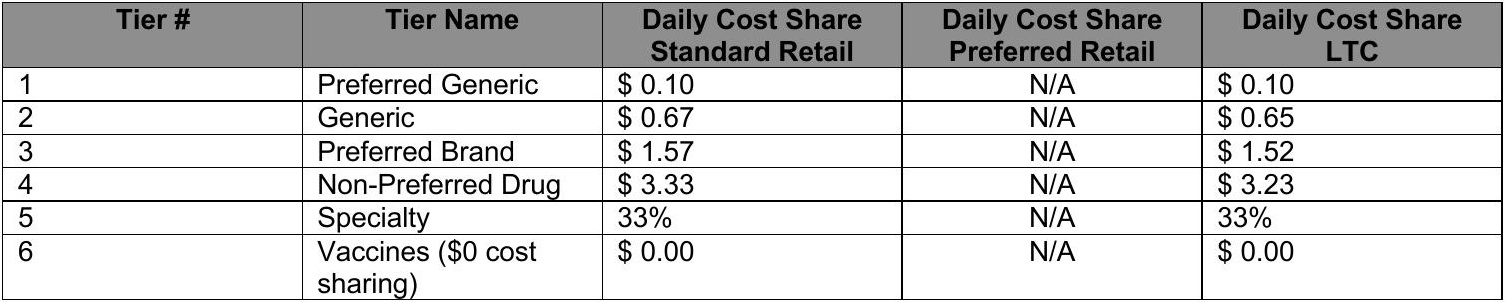 Tier # Tier Name Daily Cost Share Standard Retail Daily Cost Share Preferred Retail Daily Cost Share LTC
1 Preferred Generic $ 0.10 N/A $ 0.10
2 Generic $ 0.67 N/A $ 0.65
3 Preferred Brand $ 1.57 N/A $ 1.52
4 Non-Preferred Drug $ 3.33 N/A $ 3.23
5 Specialty 33% N/A 33%
6 Vaccines ($0 cost sharing) $ 0.00 N/A $ 0.00